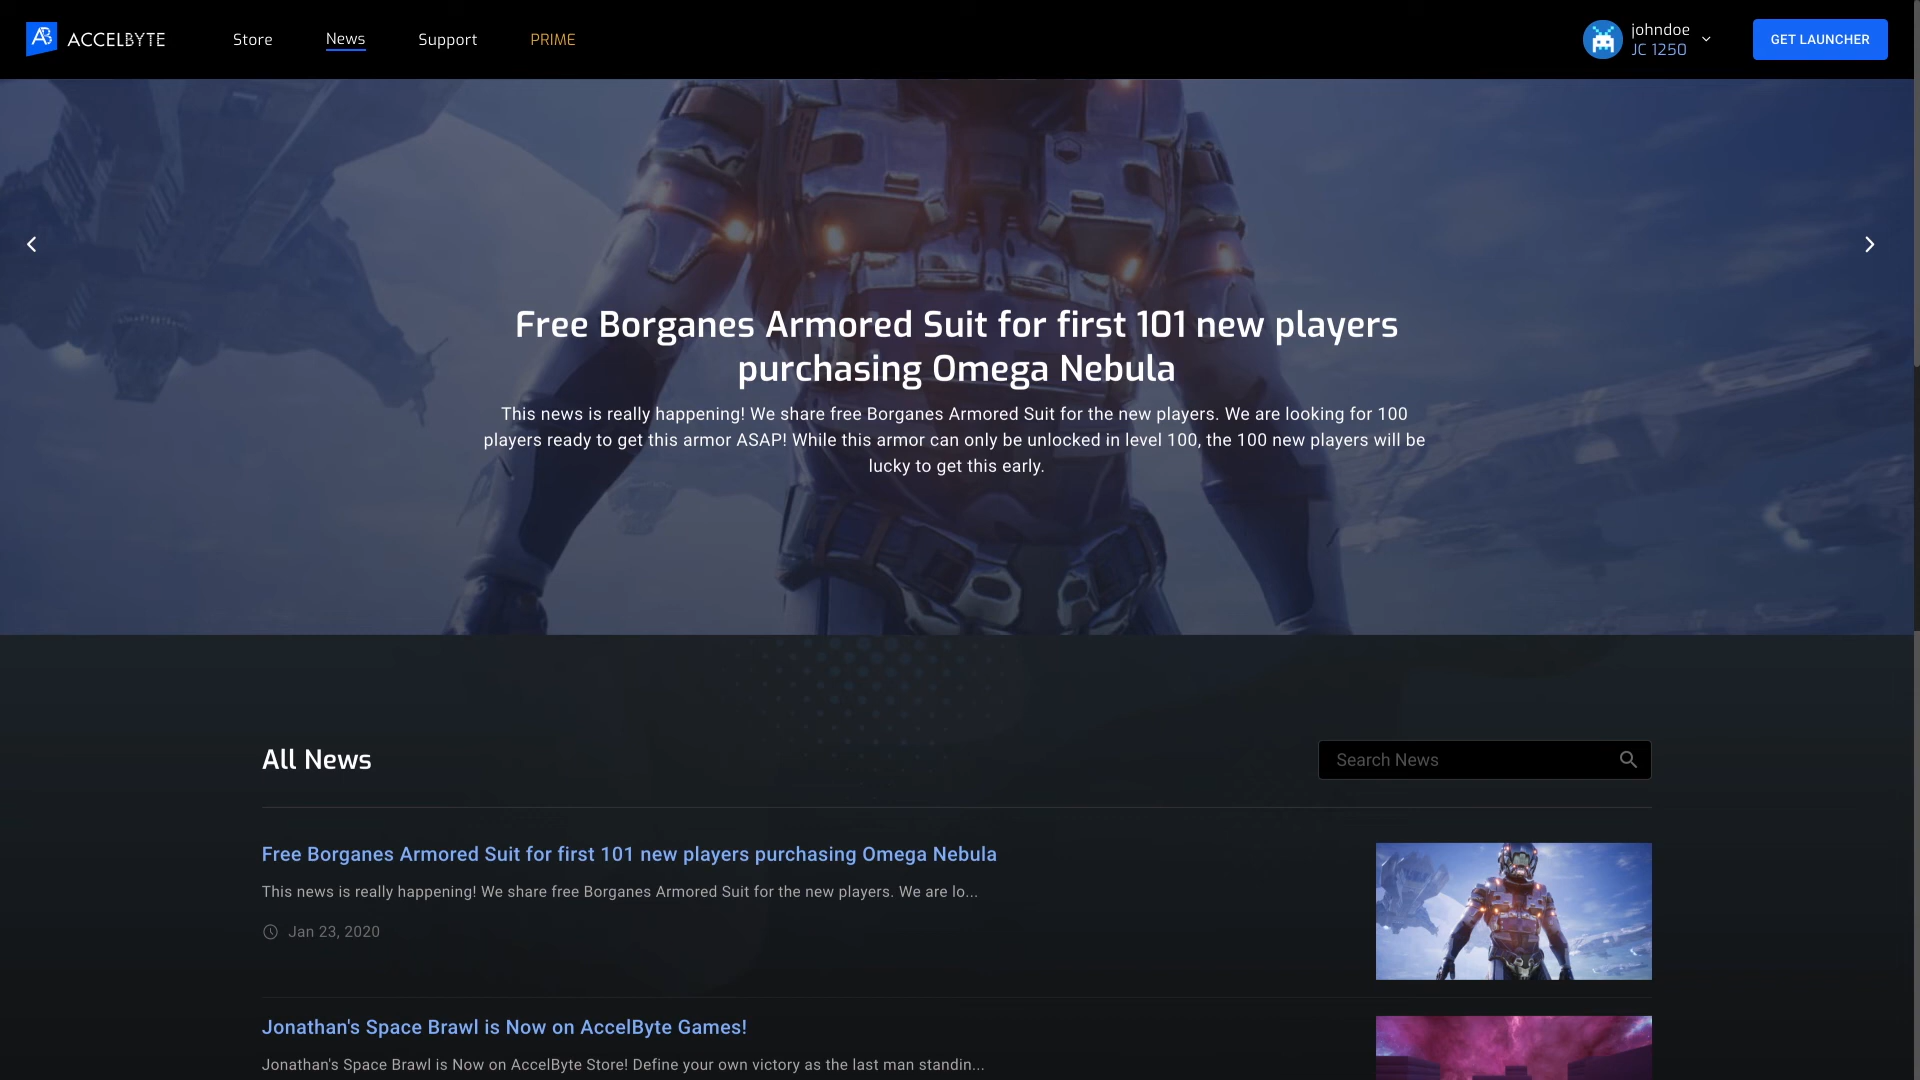 ACCELBYTE
Store
News
Support
PRIME
johndoe
JC 1250
GET LAUNCHER
Free Borganes Armored Suit for first 101 new players
purchasing Omega Nebula
This news is really happening! We share free Borganes Armored Suit for the new players. We are looking for 100
players ready to get this armor ASAP! While this armor can only be unlocked in level 100, the 100 new players will be
lucky to get this early.
All News
Search News
Free Borganes Armored Suit for first 101 new players purchasing Omega Nebula
This news is really happening! We share free Borganes Armored Suit for the new players. We are lo...
Jan 23, 2020
Jonathan's Space Brawl is Now on AccelByte Games!
Jonathan's Space Brawl is Now on AccelByte Store! Define your own victory as the last man standin...